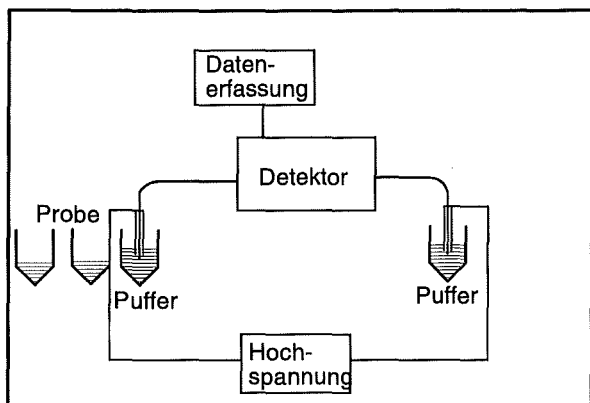 Daten-
erfassung
Detektor
Probe
Puffer
Puffer
Hoch-
spannung